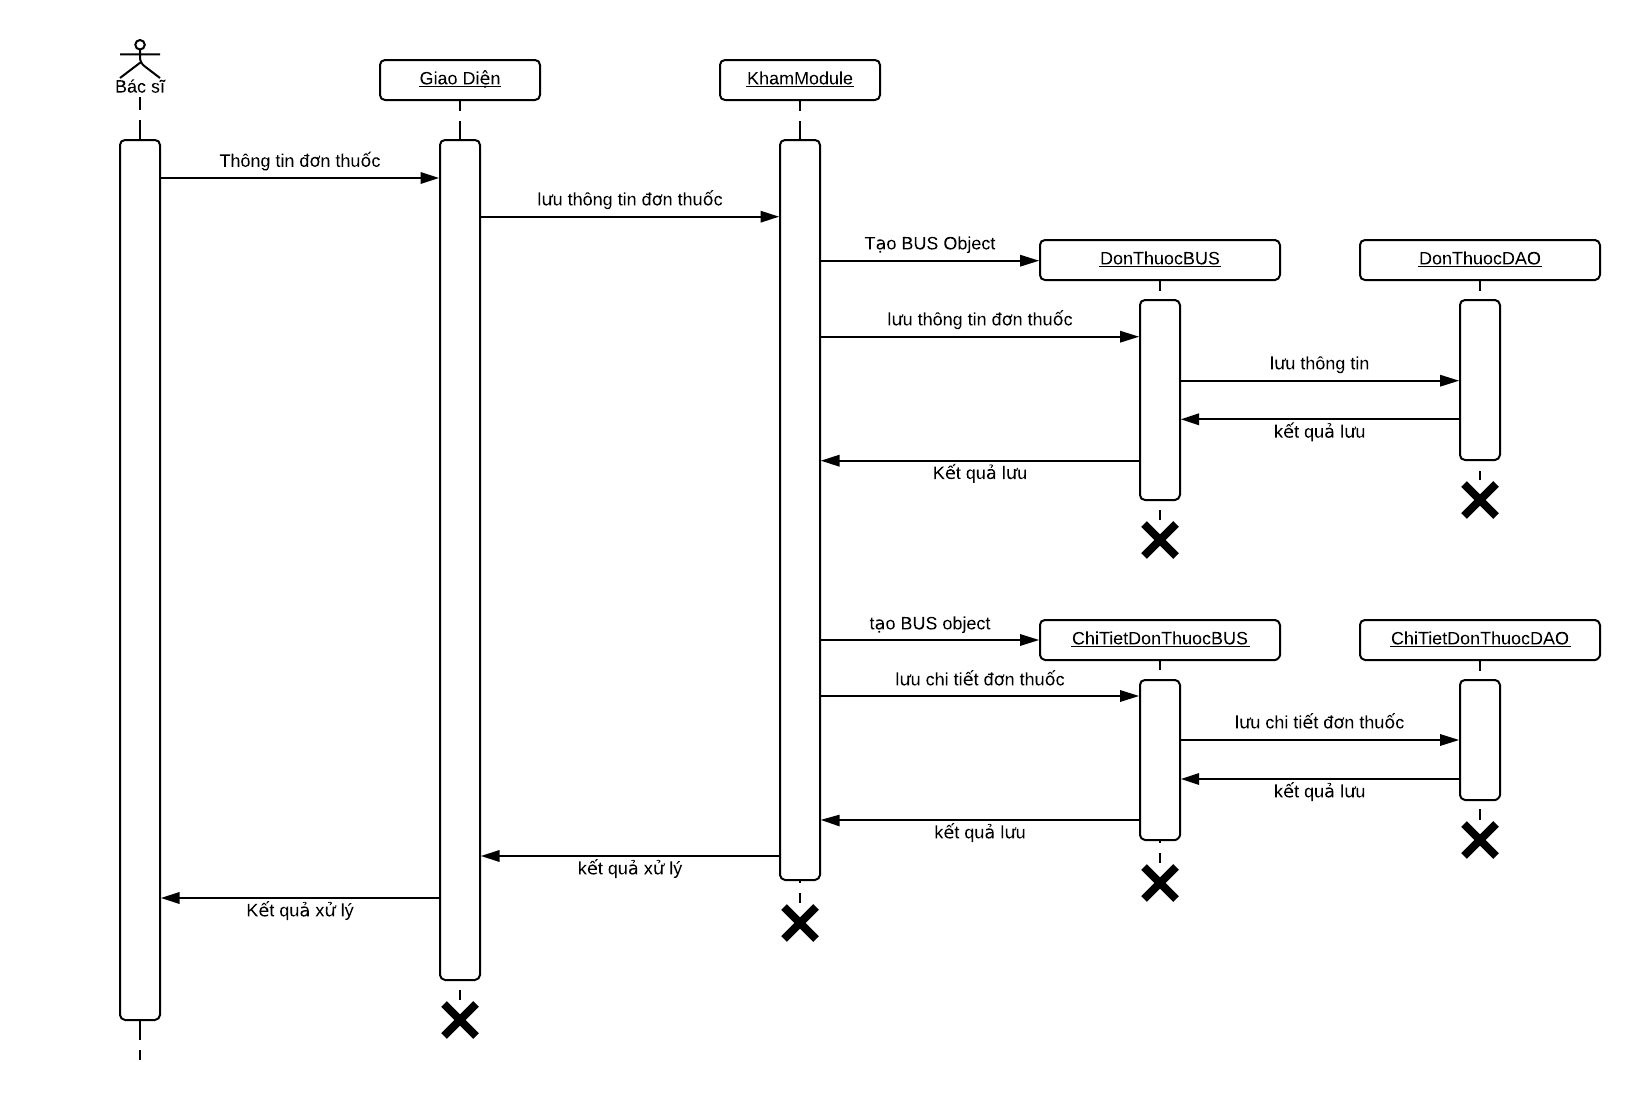 Bác sĩ
Giao Diện
KhamModule
Thông tin đơn thuốc
lưu thông tin đơn thuốc
Tạo BUS Object
DonThuocBUS
DonThuocDAO
lưu thông tin đơn thuốc
lưu thông tin
kết quả lưu
Kết quả lưu
tạo BUS object
ChiTietDonThuocBUS
ChiTietDonThuocDAO
lưu chi tiết đơn thuốc
lưu chi tiết đơn thuốc
kết quả lưu
kết quả lưu
kết quả xử lý
Kết quả xử lý